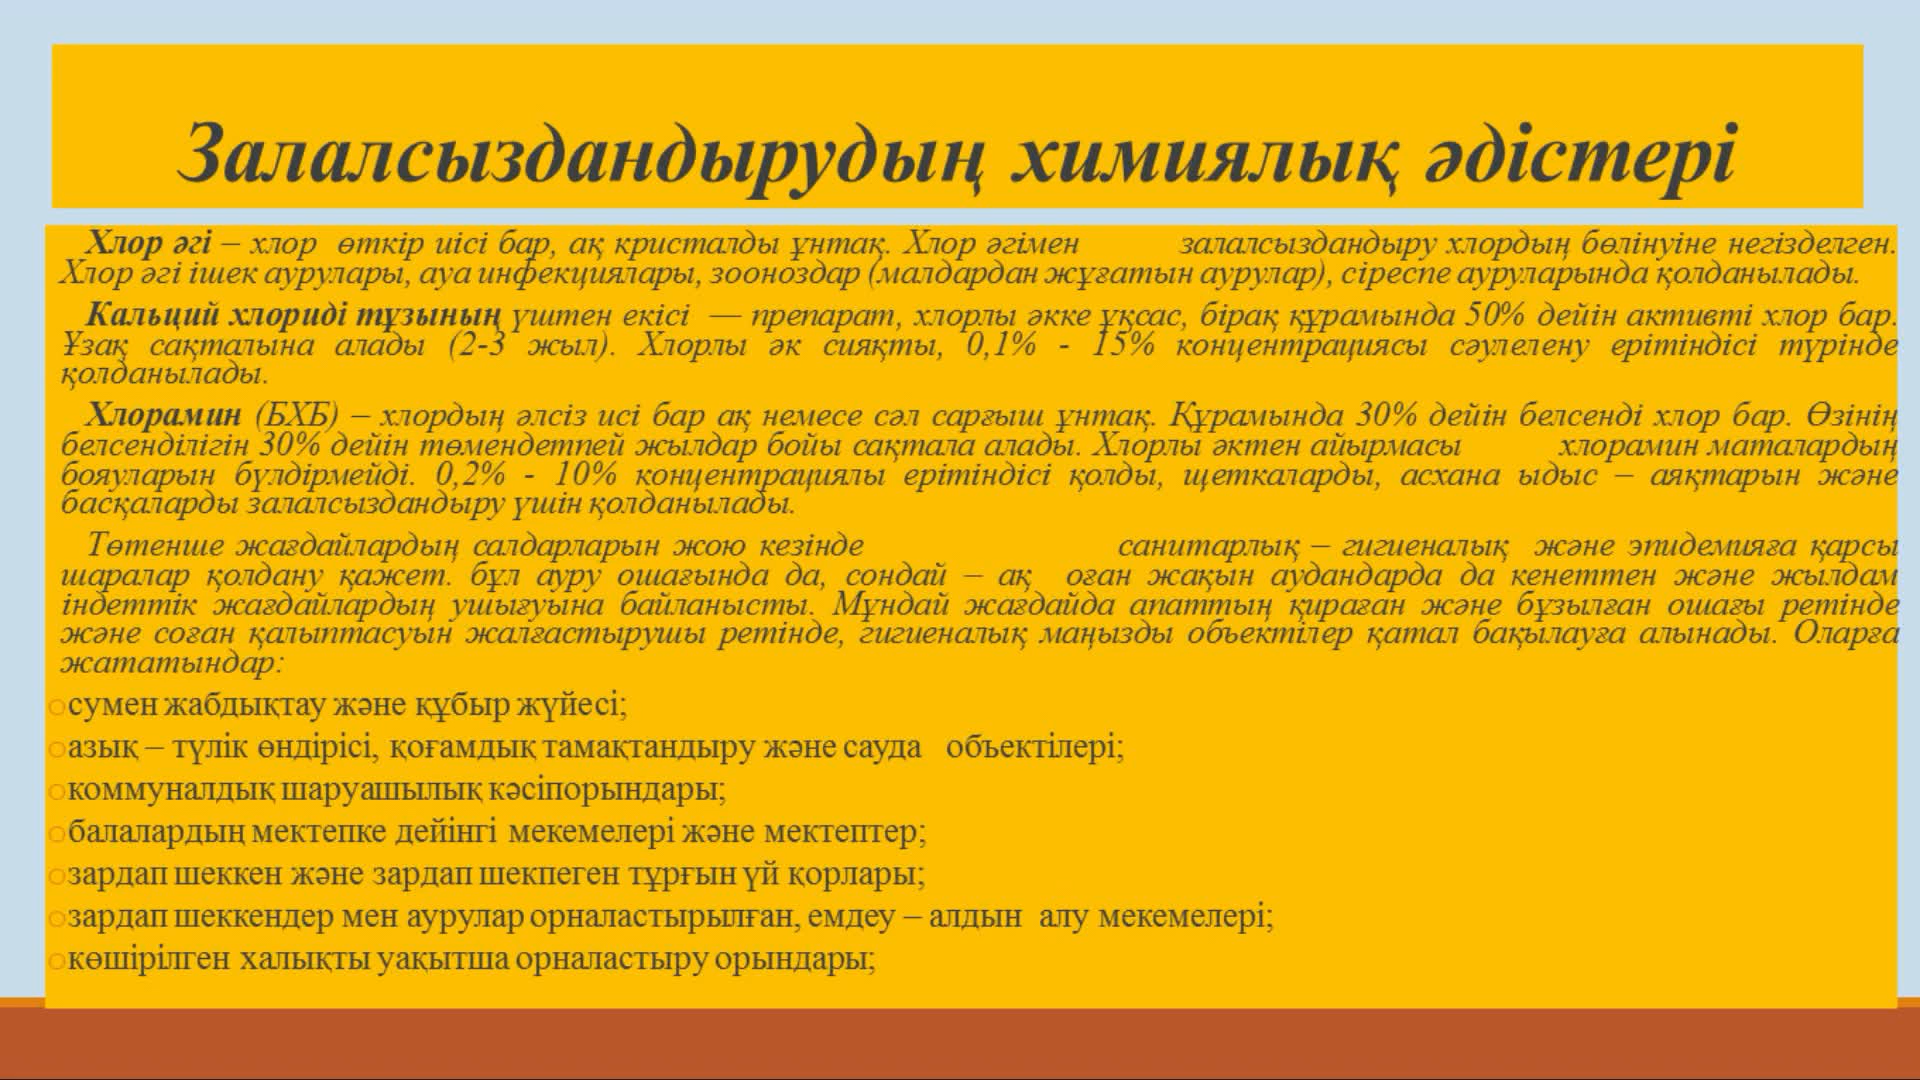 Залалсыздандырудың химиялық әдістері
Хлор әгі – хлор өткір иісі бар, ақ кристалды ұнтақ. Хлор әгімен залалсыздандыру хлордың бөлінуіне негізделген.
Хлор әгі ішек аурулары, ауа инфекциялары, зооноздар (малдардан жұғатын аурулар), сіреспе ауруларында қолданылады.
Кальций хлориді тұзының үштен екісі — препарат, хлорлы әкке ұқсас, бірақ құрамында 50% дейін активті хлор бар.
Ұзақ сақталына алады (2-3 жыл). Хлорлы әк сияқты, 0,1% - 15% концентрациясы сәулелену ерітіндісі түрінде
қолданылады.
Хлорамин (БХБ) – хлордың әлсіз исі бар ақ немесе сәл сарғыш ұнтақ. Құрамында 30% дейін белсенді хлор бар. Өзінің
белсенділігін 30% дейін төмендетпей жылдар бойы сақтала алады. Хлорлы әктен айырмасы хлорамин маталардың
бояуларын бүлдірмейді. 0,2% - 10% концентрациялы ерітіндісі қолды, щеткаларды, асхана ыдыс – аяқтарын және
басқаларды залалсыздандыру үшін қолданылады.
Төтенше жағдайлардың салдарларын жою кезінде санитарлық – гигиеналық және эпидемияға қарсы
шаралар қолдану қажет. бұл ауру ошағында да, сондай – ақ оған жақын аудандарда да кенеттен және жылдам
індеттік жағдайлардың ушығуына байланысты. Мұндай жағдайда апаттың қираған және бұзылған ошағы ретінде
және соған қалыптасуын жалғастырушы ретінде, гигиеналық маңызды объектілер қатал бақылауға алынады. Оларға
жататындар:
oсумен жабдықтау және құбыр жүйесі;
oазық – түлік өндірісі, қоғамдық тамақтандыру және сауда объектілері;
oкоммуналдық шаруашылық кәсіпорындары;
oбалалардың мектепке дейінгі мекемелері және мектептер;
oзардап шеккен және зардап шекпеген тұрғын үй қорлары;
oзардап шеккендер мен аурулар орналастырылған, емдеу – алдын алу мекемелері;
oкөшірілген халықты уақытша орналастыру орындары;